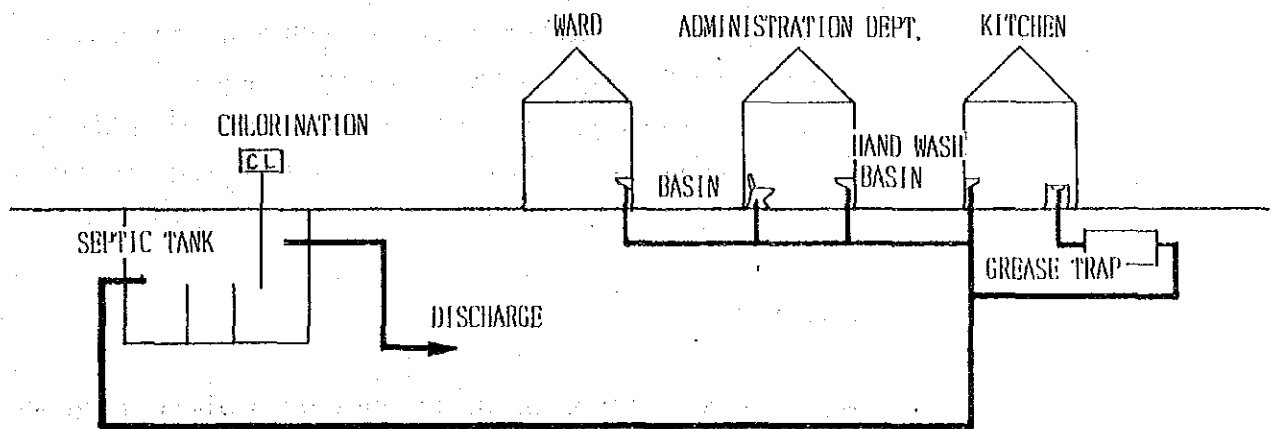 WARD
ADMINISTRATION DEPT.
KITCHEN
CHLORINATION
CL
HAND WASH
BASIN
BASIN
SEPTIC TANK
GREASE TRAP
DISCHARGE